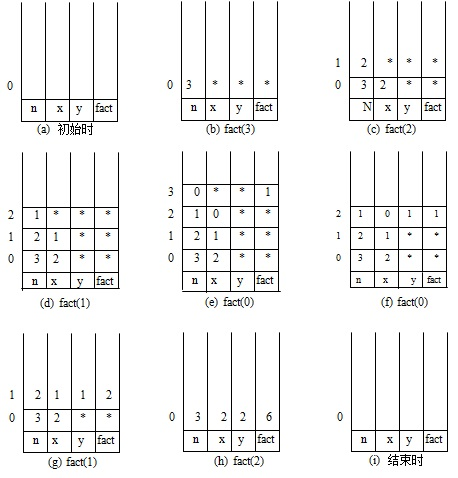 0
n x y fact
(a) 初始时
0 3 * * *
n x y fact
(b) fact(3)
1 2 * * *
0 3 2 * *
N x y fact
(c) fact(2)
2 1 * * *
1 2 1 * *
0 3 2 * *
n x y fact
(d) fact(1)
3 0 * * 1
2 1 0 * *
1 2 1 * *
0 3 2 * *
n x y fact
(e) fact(0)
2 1 0 1 1
1 2 1 * *
0 3 2 * *
n x y fact
(f) fact(0)
1 2 1 1 2
0 3 2 * *
n x y fact
(g) fact(1)
0 3 2 2 6
n x y fact
(h) fact(2)
0
n x y fact
(i) 结束时